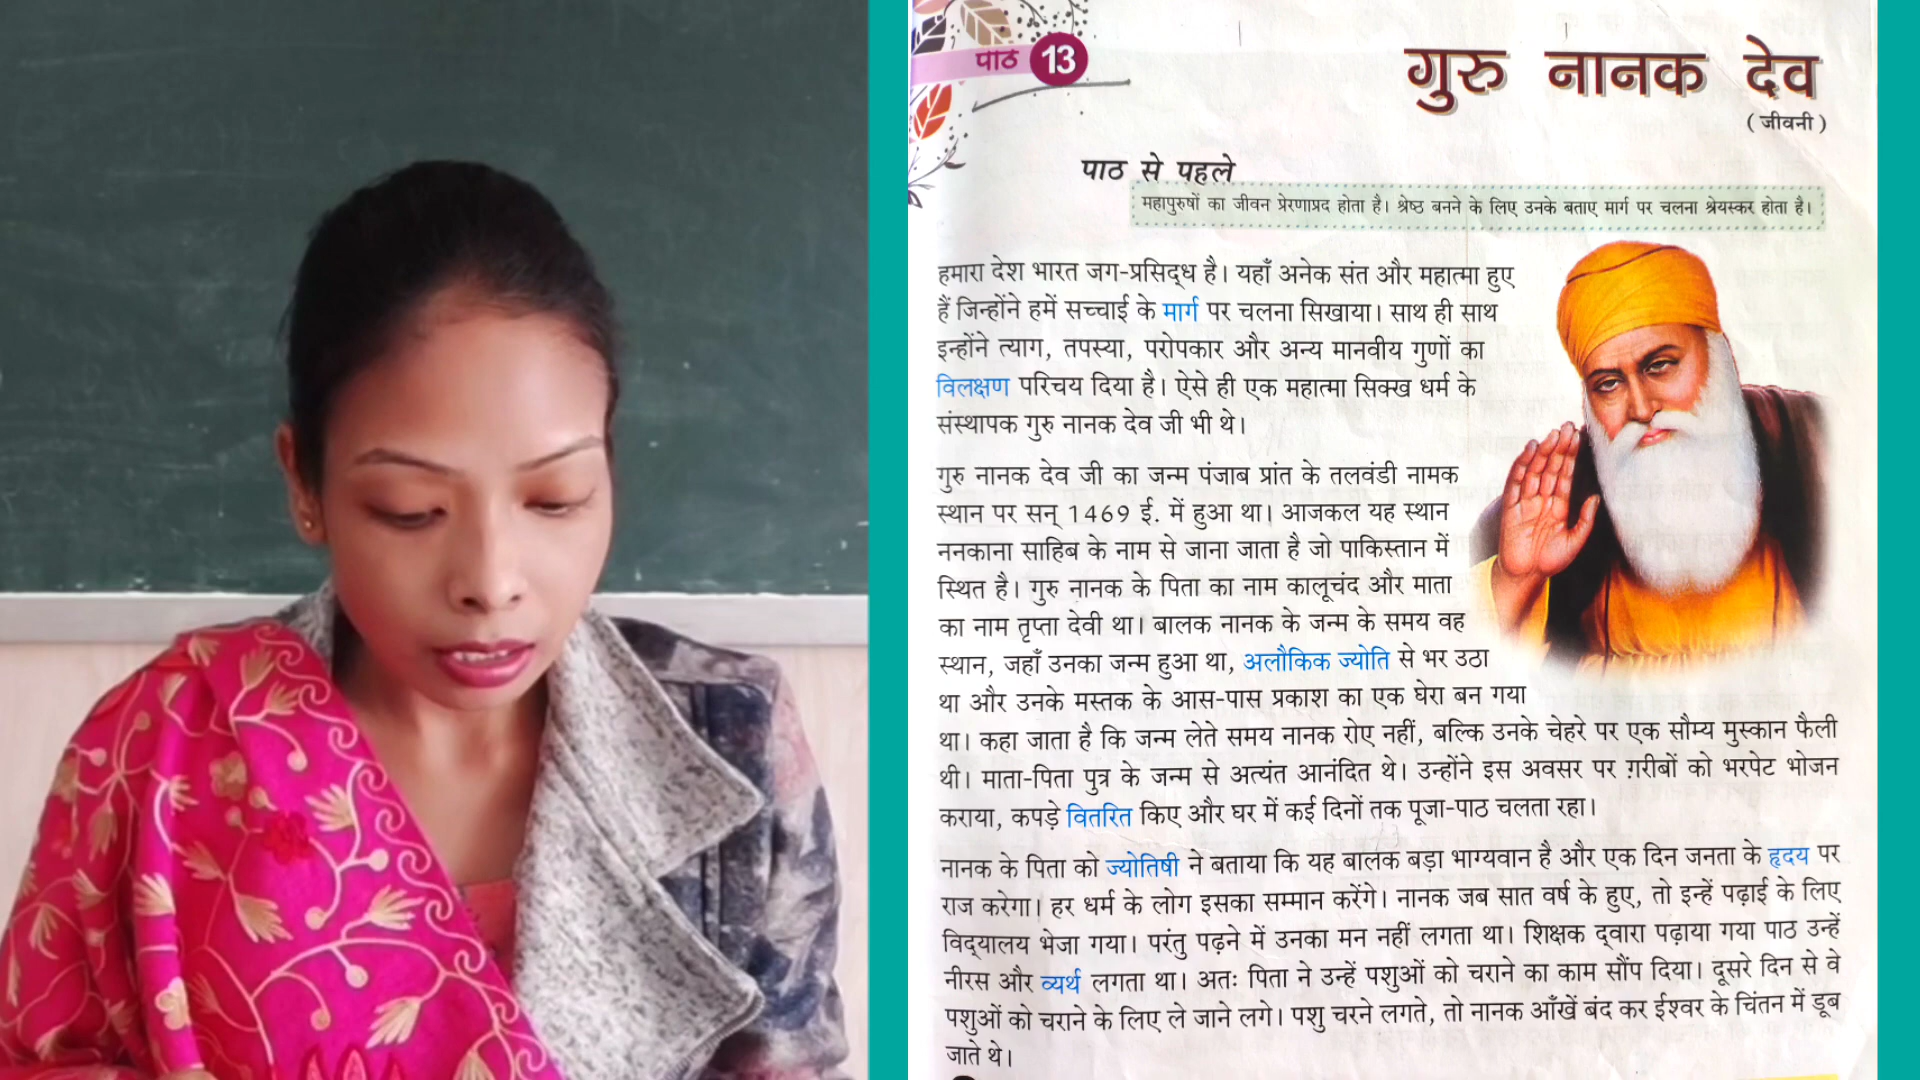 पाठ 13
गुरु नानक देव
( जीवनी )
पाठ से पहले
महापुरुषों का जीवन प्रेरणाप्रद होता है। श्रेष्ठ बनने के लिए उनके बताए मार्ग पर चलना श्रेयस्कर होता है।
हमारा देश भारत जग-प्रसिद्ध है। यहाँ अनेक संत और महात्मा हुए
हैं जिन्होंने हमें सच्चाई के मार्ग पर चलना सिखाया। साथ ही साथ
इन्होंने त्याग, तपस्या, परोपकार और अन्य मानवीय गुणों का
विलक्षण परिचय दिया है। ऐसे ही एक महात्मा सिक्ख धर्म के
संस्थापक गुरु नानक देव जी भी थे।
गुरु नानक देव जी का जन्म पंजाब प्रांत के तलवंडी नामक
स्थान पर सन् 1469 ई. में हुआ था। आजकल यह स्थान
ननकाना साहिब के नाम से जाना जाता है जो पाकिस्तान में
स्थित है। गुरु नानक के पिता का नाम कालूचंद और माता
का नाम तृप्ता देवी था। बालक नानक के जन्म के समय वह
स्थान, जहाँ उनका जन्म हुआ था, अलौकिक ज्योति से भर उठा
था और उनके मस्तक के आस-पास प्रकाश का एक घेरा बन गया
था। कहा जाता है कि जन्म लेते समय नानक रोए नहीं, बल्कि उनके चेहरे पर एक सौम्य मुस्कान फैली
थी। माता-पिता पुत्र के जन्म से अत्यंत आनंदित थे। उन्होंने इस अवसर पर ग़रीबों को भरपेट भोजन
कराया, कपड़े वितरित किए और घर में कई दिनों तक पूजा-पाठ चलता रहा।
नानक के पिता को ज्योतिषी ने बताया कि यह बालक बड़ा भाग्यवान है और एक दिन जनता के हृदय पर
राज करेगा। हर धर्म के लोग इसका सम्मान करेंगे। नानक जब सात वर्ष के हुए, तो इन्हें पढ़ाई के लिए
विद्यालय भेजा गया। परंतु पढ़ने में उनका मन नहीं लगता था। शिक्षक द्वारा पढ़ाया गया पाठ उन्हें
नीरस और व्यर्थ लगता था। अतः पिता ने उन्हें पशुओं को चराने का काम सौंप दिया। दूसरे दिन से वे
पशुओं को चराने के लिए ले जाने लगे। पशु चरने लगते, तो नानक आँखें बंद कर ईश्वर के चिंतन में डूब
जाते थे।